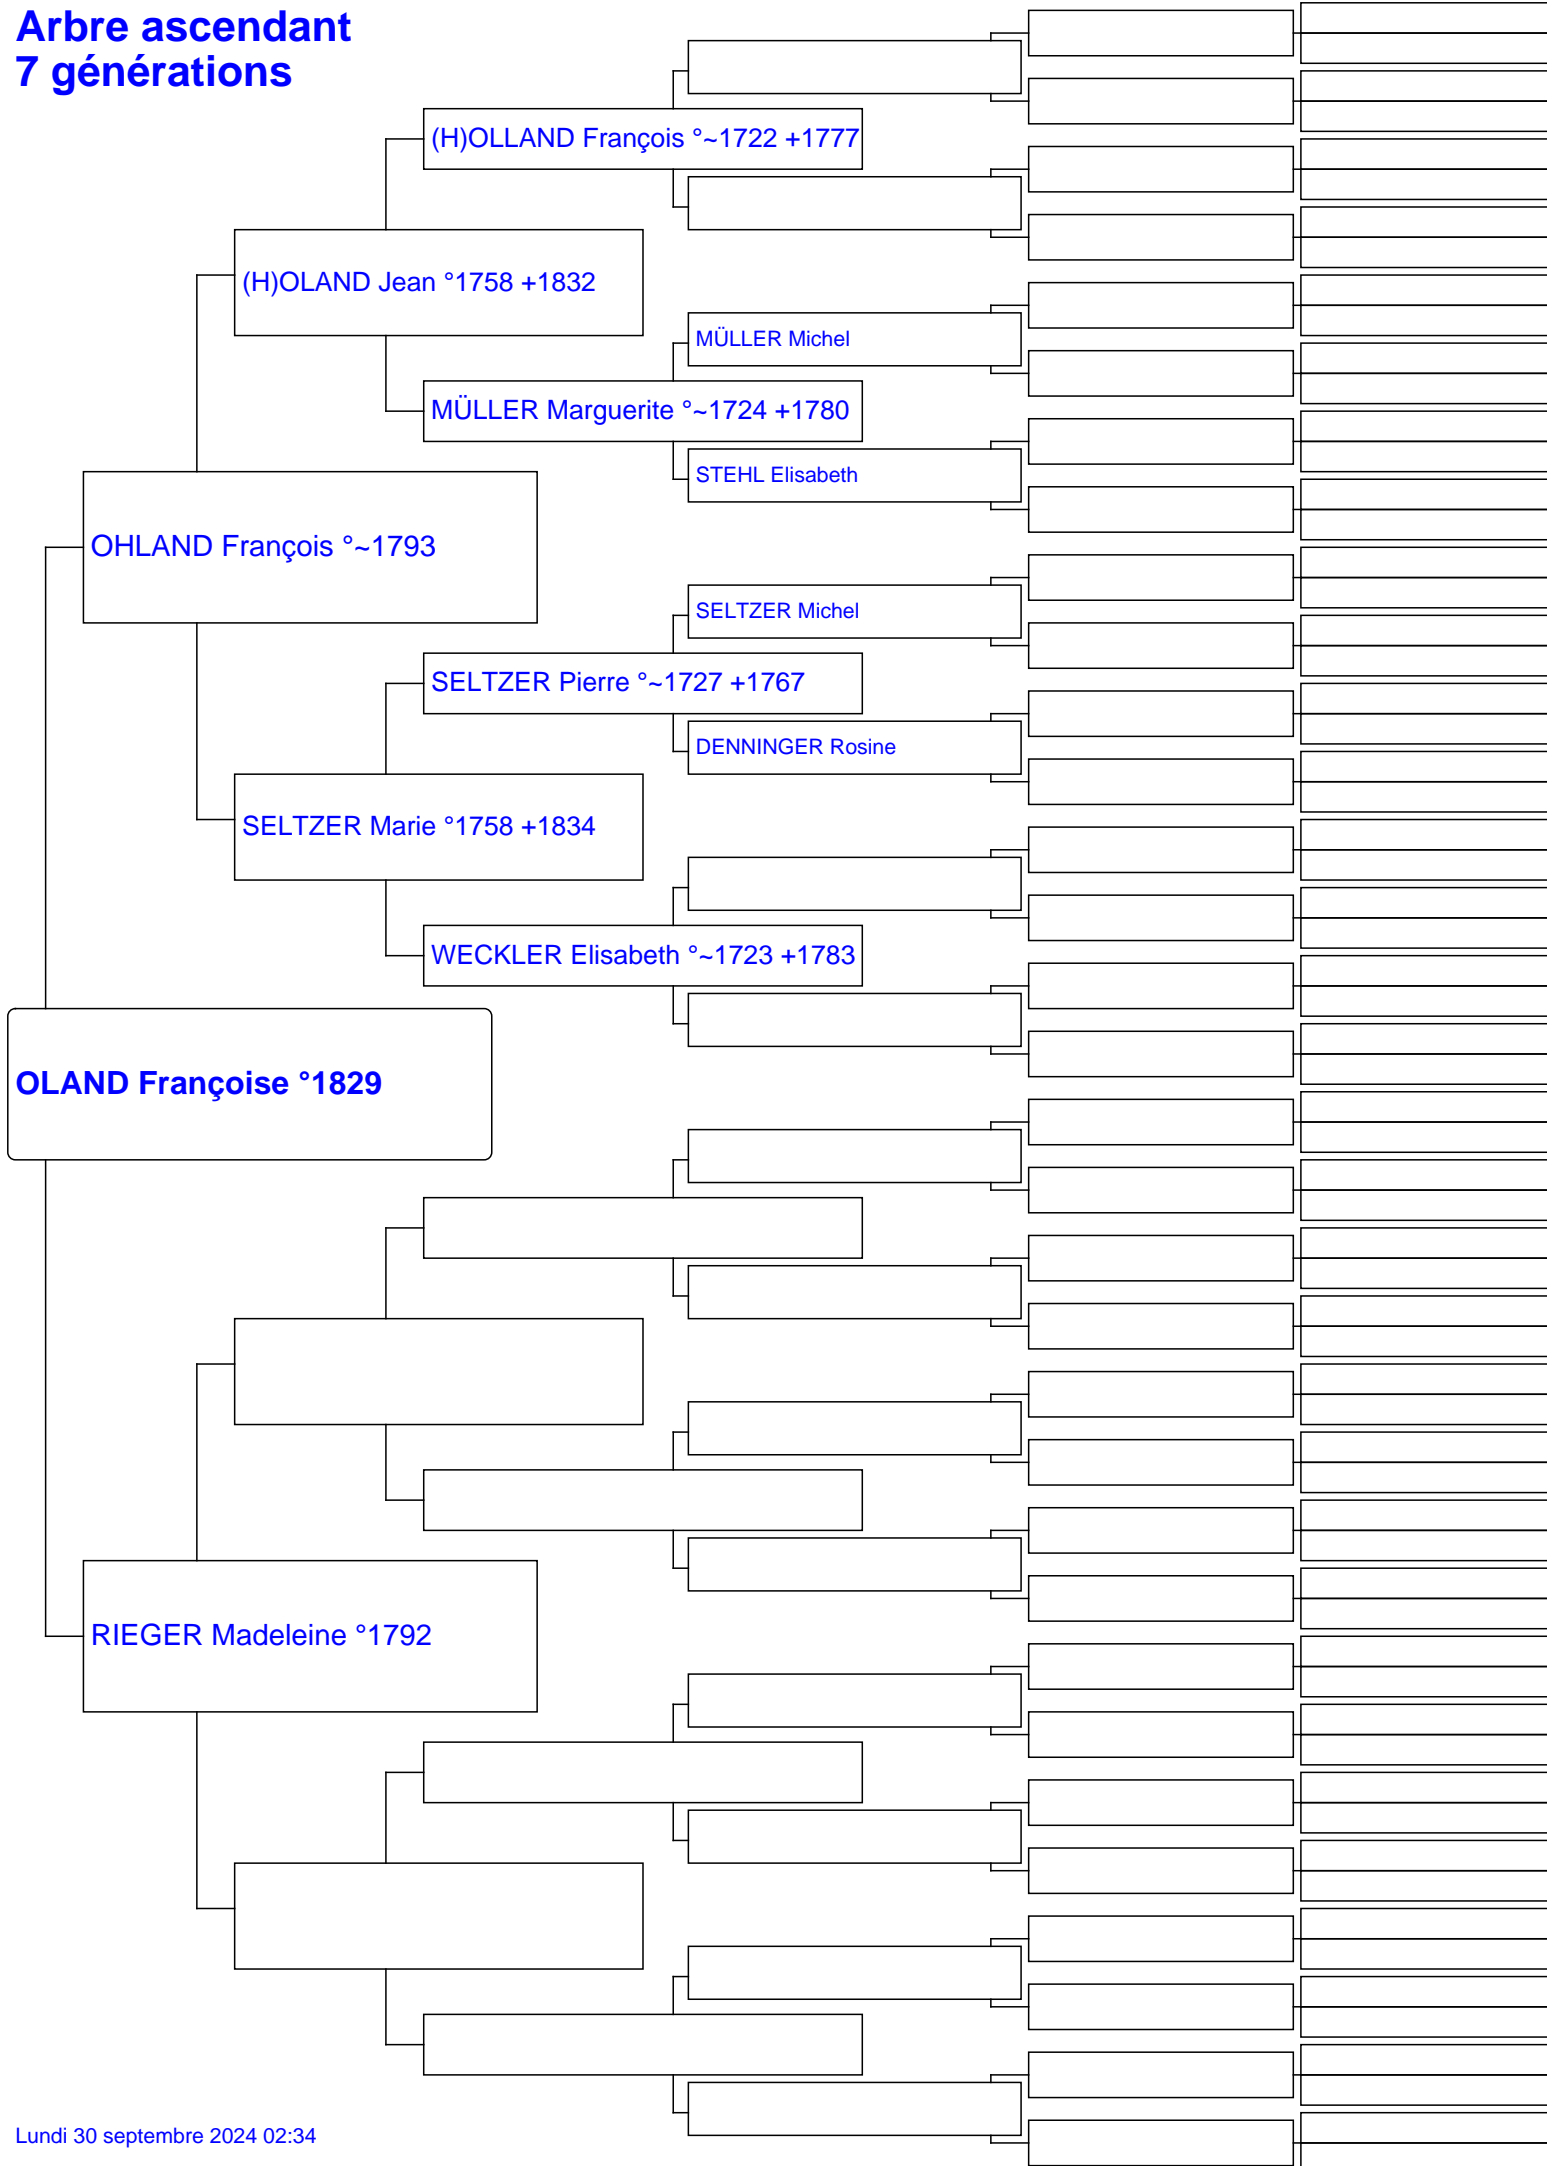 Arbre ascendant
7 générations
(H)OLLAND François °~1722 +1777
(H)OLAND Jean °1758 +1832
MÜLLER Michel
MÜLLER Marguerite °~1724 +1780
STEHL Elisabeth
OHLAND François °~1793
SELTZER Michel
SELTZER Pierre °~1727 +1767
DENNINGER Rosine
SELTZER Marie °1758 +1834
WECKLER Elisabeth °~1723 +1783
OLAND Françoise °1829
RIEGER Madeleine °1792
Lundi 30 septembre 2024 02:34